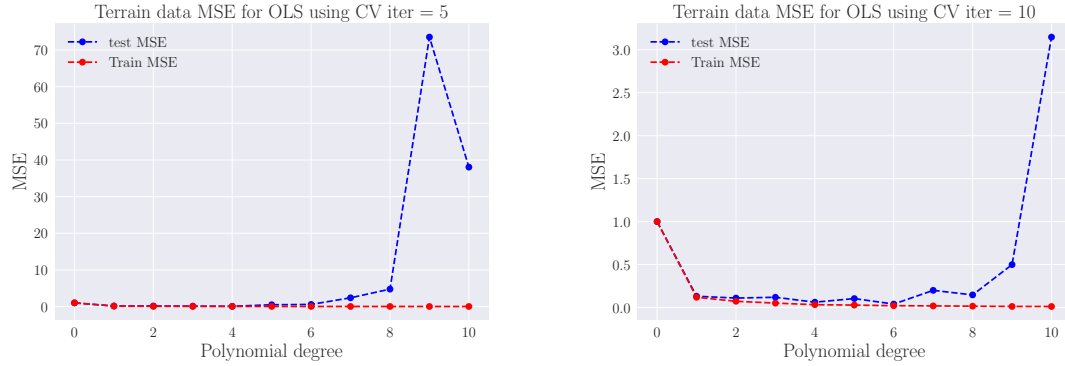 Terrain data MSE for OLS using CV iter = 5
test MSE
Train MSE
70
60
50
40
30
20
10
0
MSE
0 2 4 6 8 10
Polynomial degree
Terrain data MSE for OLS using CV iter = 10
test MSE
Train MSE
3.0
2.5
2.0
1.5
1.0
0.5
0.0
MSE
0 2 4 6 8 10
Polynomial degree